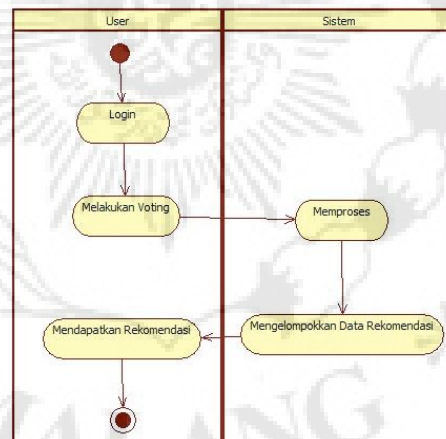 User
Sistem
Login
Melakukan Voting
Memproses
Mengelompokkan Data Rekomendasi
Mendapatkan Rekomendasi